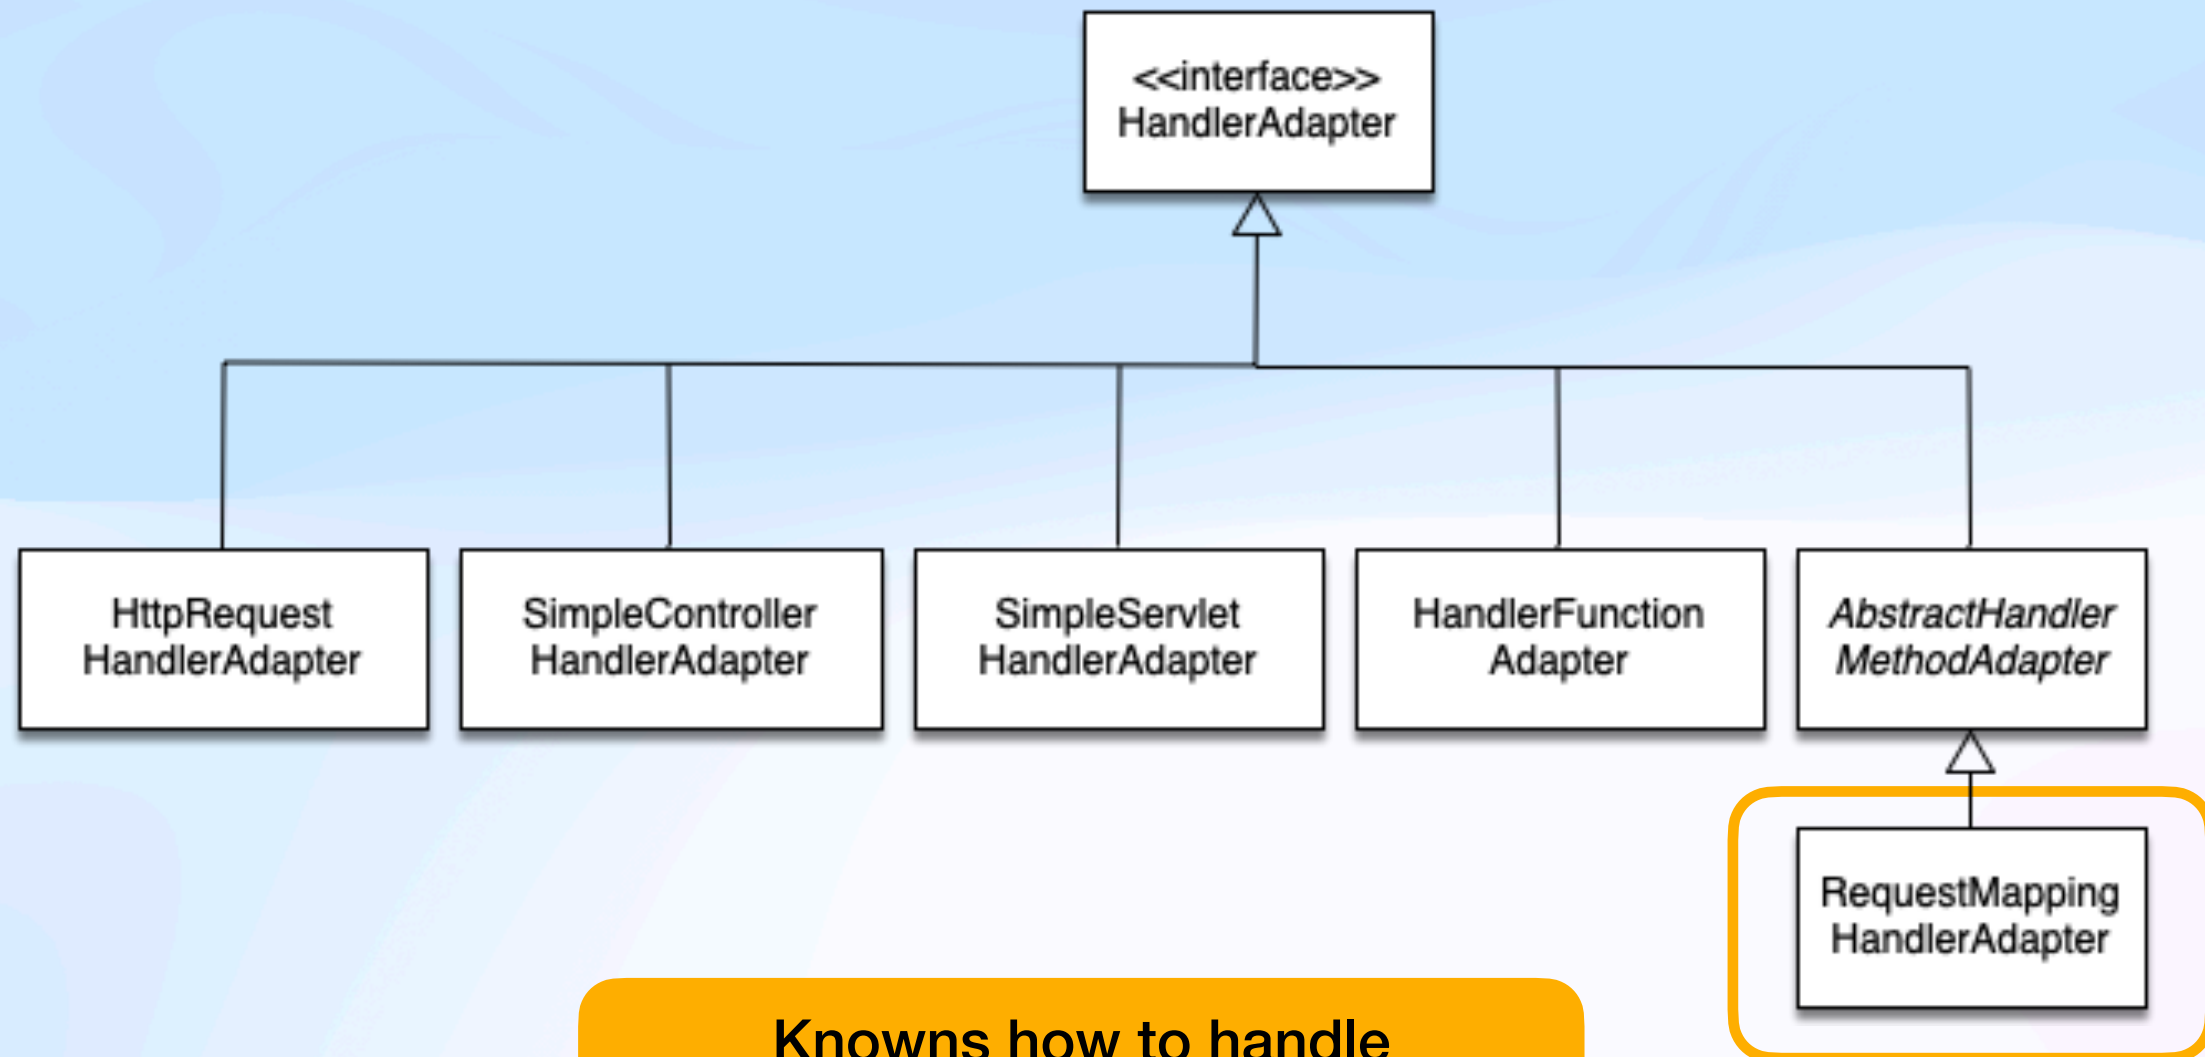 <<interface>>
HandlerAdapter
HttpRequest
HandlerAdapter
SimpleController
HandlerAdapter
SimpleServlet
HandlerAdapter
HandlerFunction
Adapter
AbstractHandler
MethodAdapter
RequestMapping
HandlerAdapter
Knowns how to handle